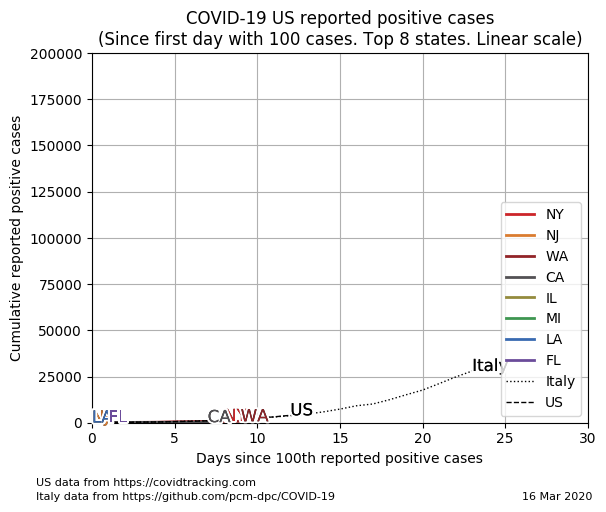 COVID-19 US reported positive cases
(Since first day with 100 cases. Top 8 states. Linear scale)
Cumulative reported positive cases
200000
175000
150000
125000
100000
75000
50000
25000
0
NY
NJ
WA
CA
IL
MI
LA
FL
Italy
US
Italy
US
LA
FL
CA
NY
WA
0
5
10
15
20
25
30
Days since 100th reported positive cases
US data from https://covidtracking.com
Italy data from https://github.com/pcm-dpc/COVID-19
16 Mar 2020